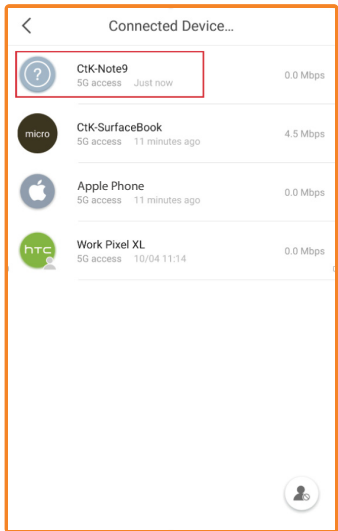 Connected Device...
CtK-Note9
5G access Just now
0.0 Mbps
?
micro
CtK-SurfaceBook
5G access 11 minutes ago
4.5 Mbps
Apple Phone
5G access 11 minutes ago
0.0 Mbps
hTC
Work Pixel XL
5G access 10/04 11:14
0.0 Mbps